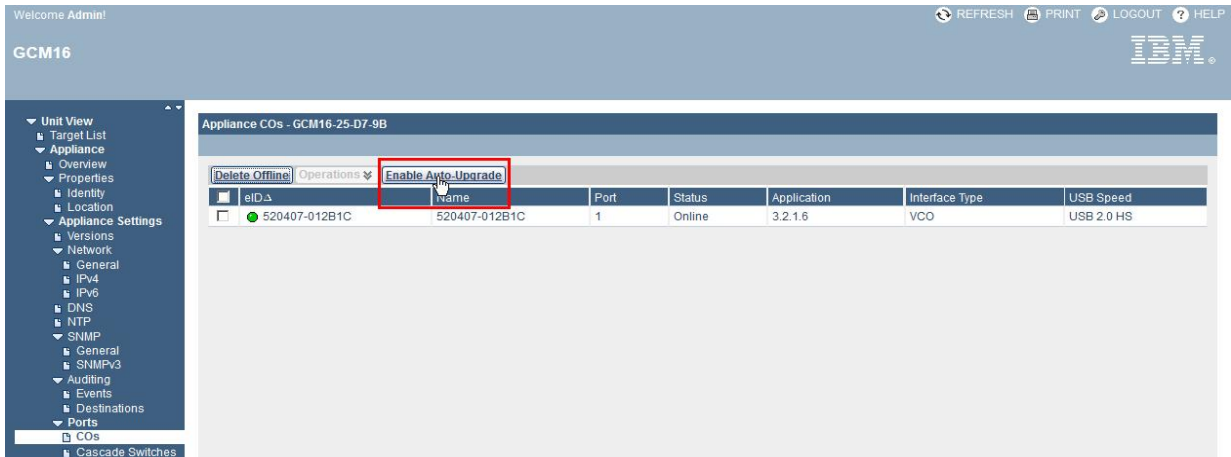 Welcome Admin!
REFRESH PRINT LOGOUT ? HELP
GCM16
IBM®
Unit View
Target List
Appliance
Overview
Properties
Identity
Location
Appliance Settings
Versions
Network
General
IPv4
IPv6
DNS
NTP
SNMP
General
SNMPv3
Auditing
Events
Destinations
Ports
COs
Cascade Switches
Appliance COs - GCM16-25-D7-9B
Delete Offline Operations Enable Auto-Upgrade
eID Name Port Status Application Interface Type USB Speed
520407-012B1C 520407-012B1C 1 Online 3.2.1.6 VCO USB 2.0 HS